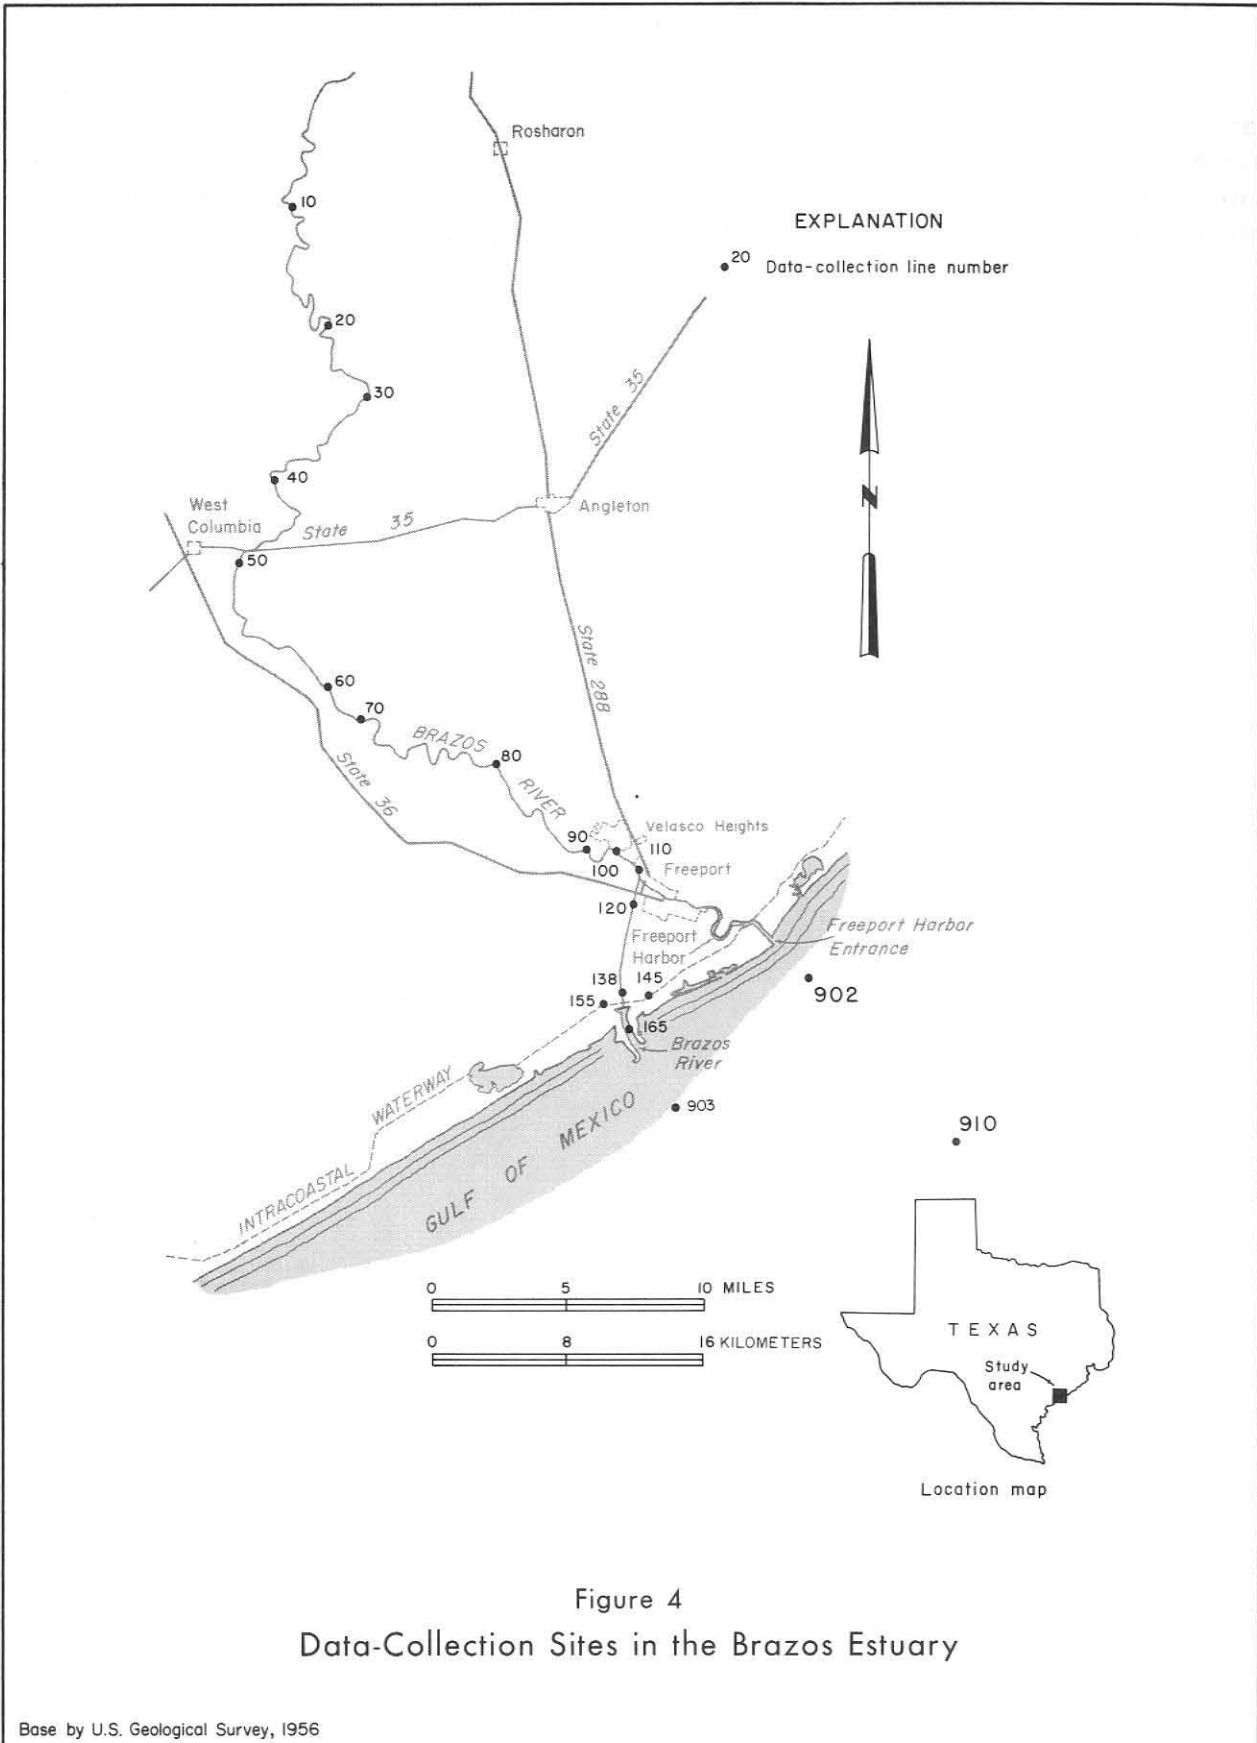 Rosharon
10
EXPLANATION
20 Data-collection line number
20
30
State 35
40
West
Columbia
State 35
Angleton
N
50
State 288
60
70
BRAZOS
80
State 36
RIVER
Velasco Heights
90
110
100
Freeport
120
Freeport
Harbor
Freeport Harbor
Entrance
138
145
155
902
165
Brazos
River
WATERWAY
903
GULF OF MEXICO
910
INTRACOASTAL
0 5 10 MILES
0 8 16 KILOMETERS
TEXAS
Study
area
Location map
Figure 4
Data-Collection Sites in the Brazos Estuary
Base by U.S. Geological Survey, 1956